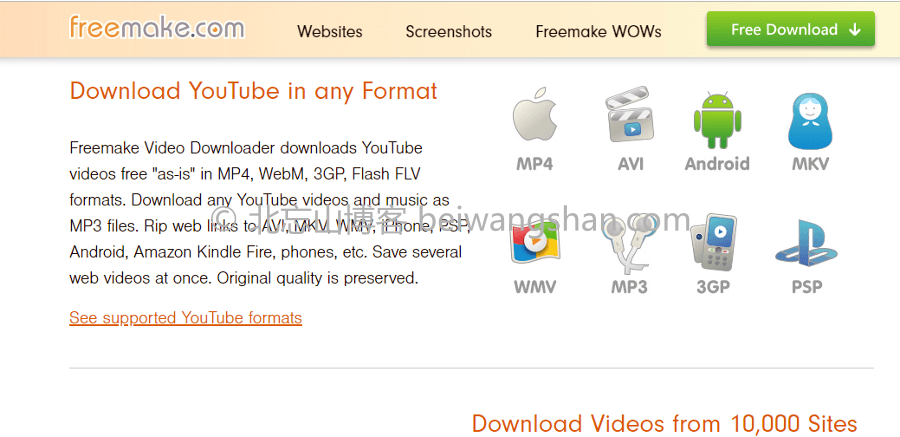 freemake.com Websites Screenshots Freemake WOWs Free Download
Download YouTube in any Format
Freemake Video Downloader downloads YouTube
videos free "as-is" in MP4, WebM, 3GP, Flash FLV
formats. Download any YouTube videos and music as
MP3 files. Rip web links to AVI, MKV, WMV, iPhone, PSP,
Android, Amazon Kindle Fire, phones, etc. Save several
web videos at once. Original quality is preserved.
See supported YouTube formats
MP4 AVI Android MKV
WMV MP3 3GP PSP
© 北忘山博客 beiwangshan.com
Download Videos from 10,000 Sites